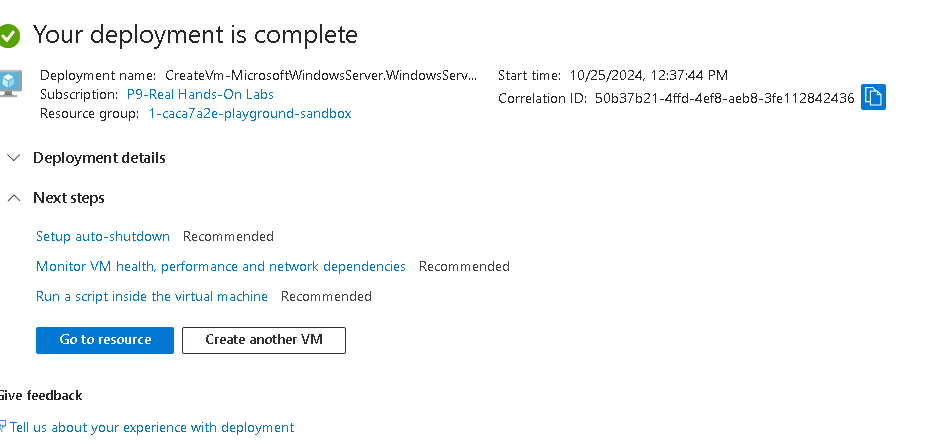 Your deployment is complete
Deployment name: CreateVm-MicrosoftWindowsServer.WindowsServ...
Subscription: P9-Real Hands-On Labs
Resource group: 1-caca7a2e-playground-sandbox
Start time: 10/25/2024, 12:37:44 PM
Correlation ID: 50b37b21-4ffd-4ef8-aeb8-3fe112842436
Deployment details
Next steps
Setup auto-shutdown Recommended
Monitor VM health, performance and network dependencies Recommended
Run a script inside the virtual machine Recommended
Go to resource Create another VM
Give feedback
Tell us about your experience with deployment